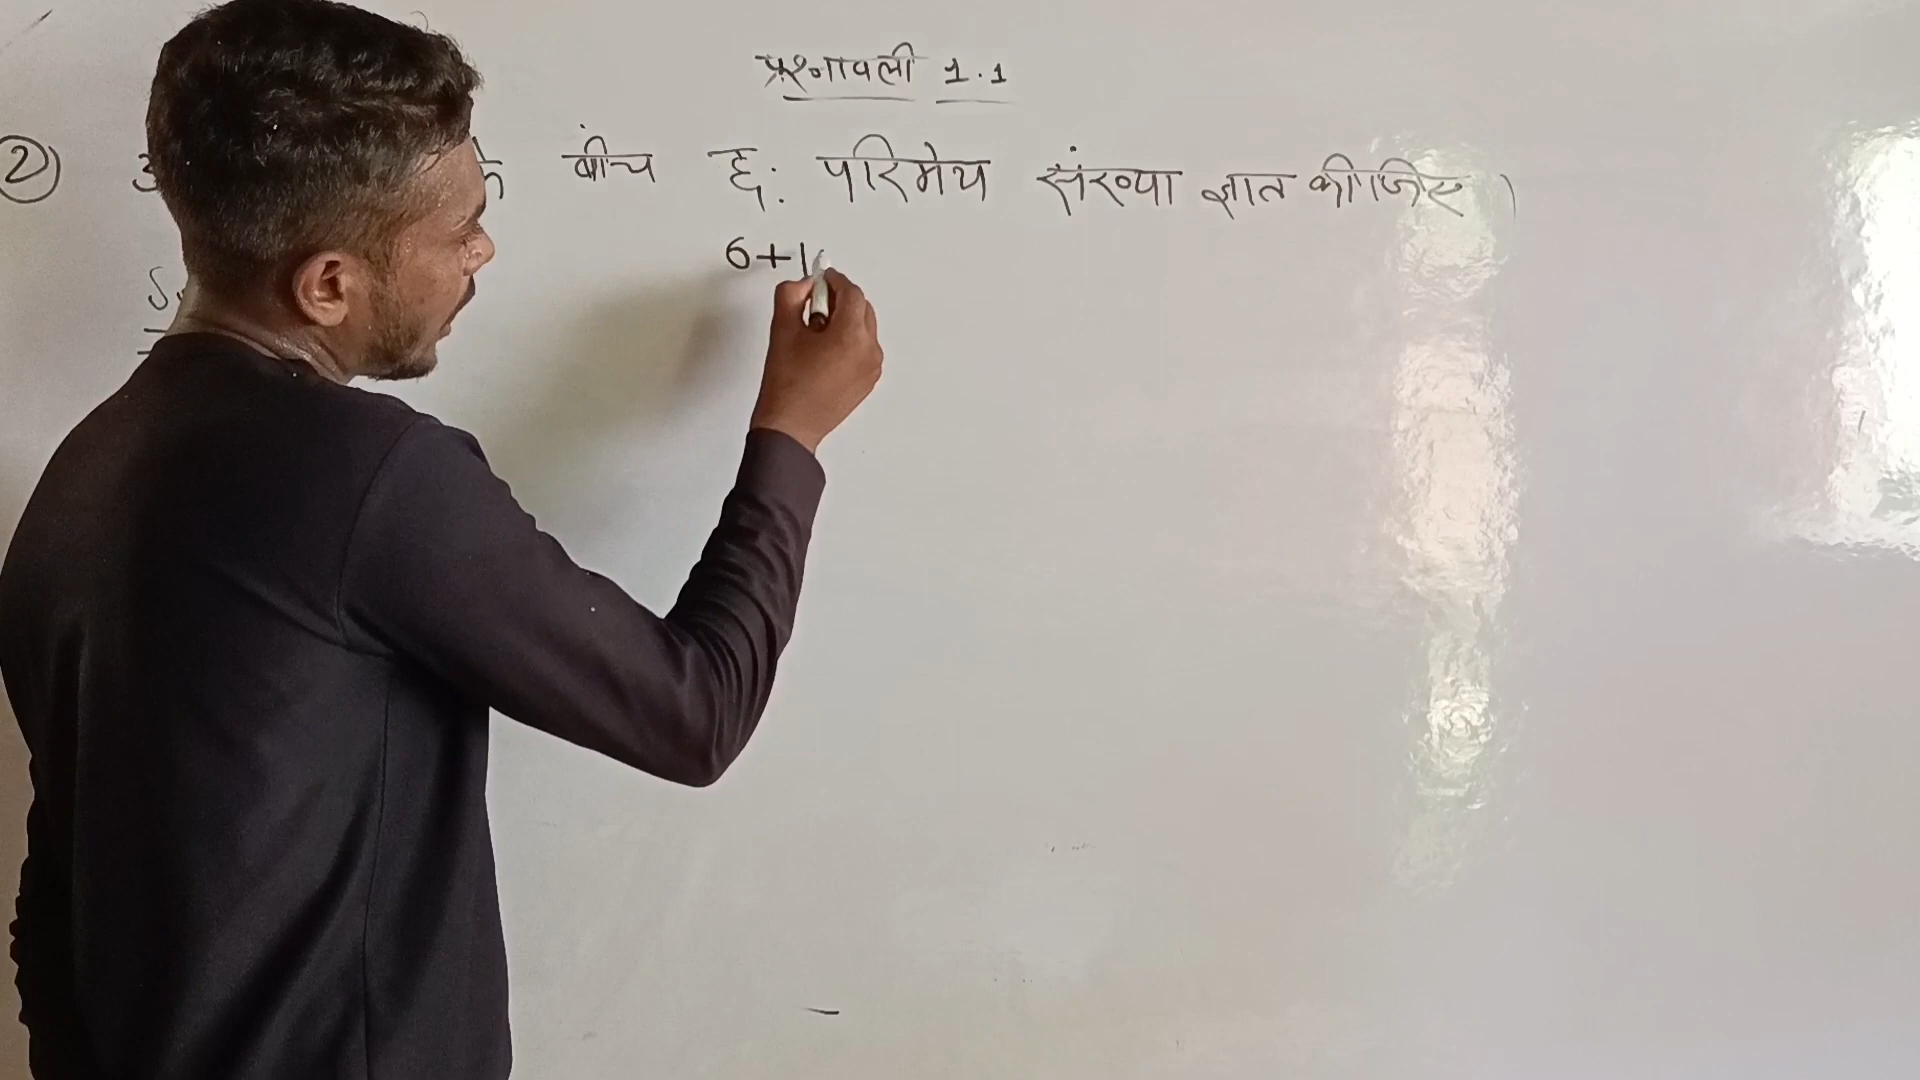 प्रश्नावली 1.1
2) के बीच छ: परिमेय संख्या ज्ञात कीजिए।
6+1